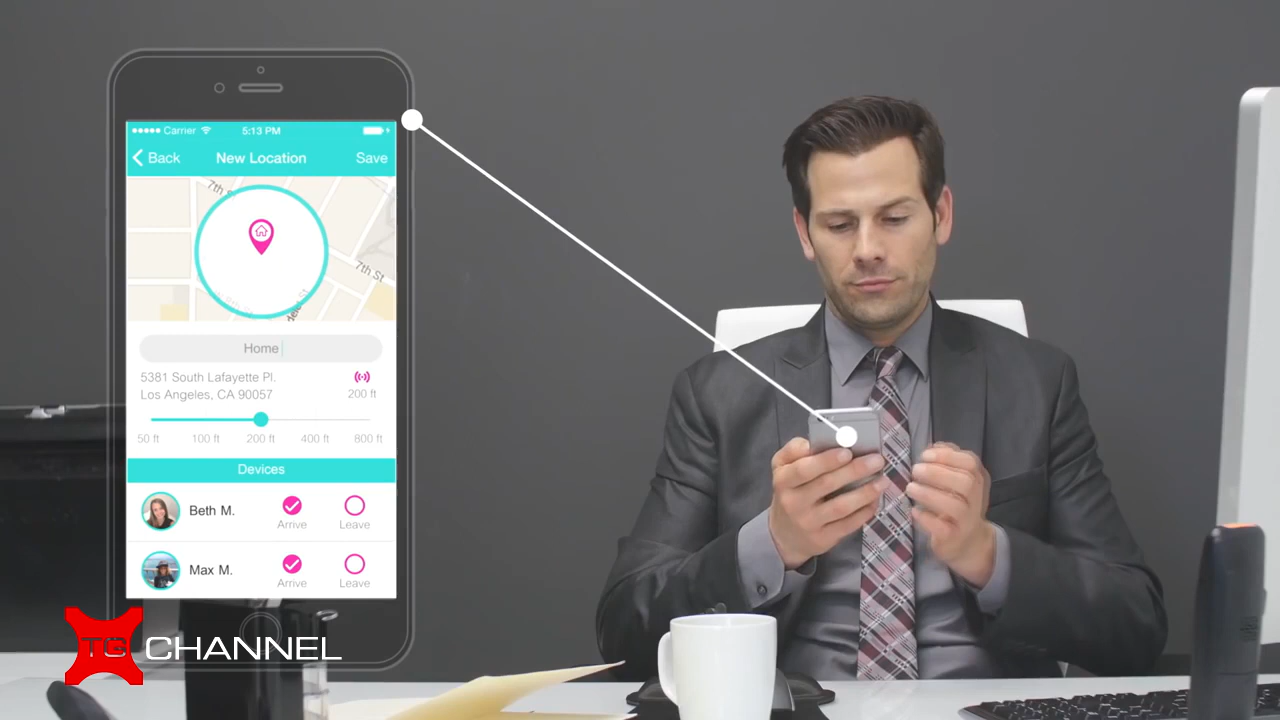 Carrier 5:13 PM
Back New Location Save
7th St
7th St
Home
5381 South Lafayette Pl.
Los Angeles, CA 90057
200 ft
50 ft 100 ft 200 ft 400 ft 800 ft
Devices
Beth M. Arrive Leave
Max M. Arrive Leave
TG CHANNEL